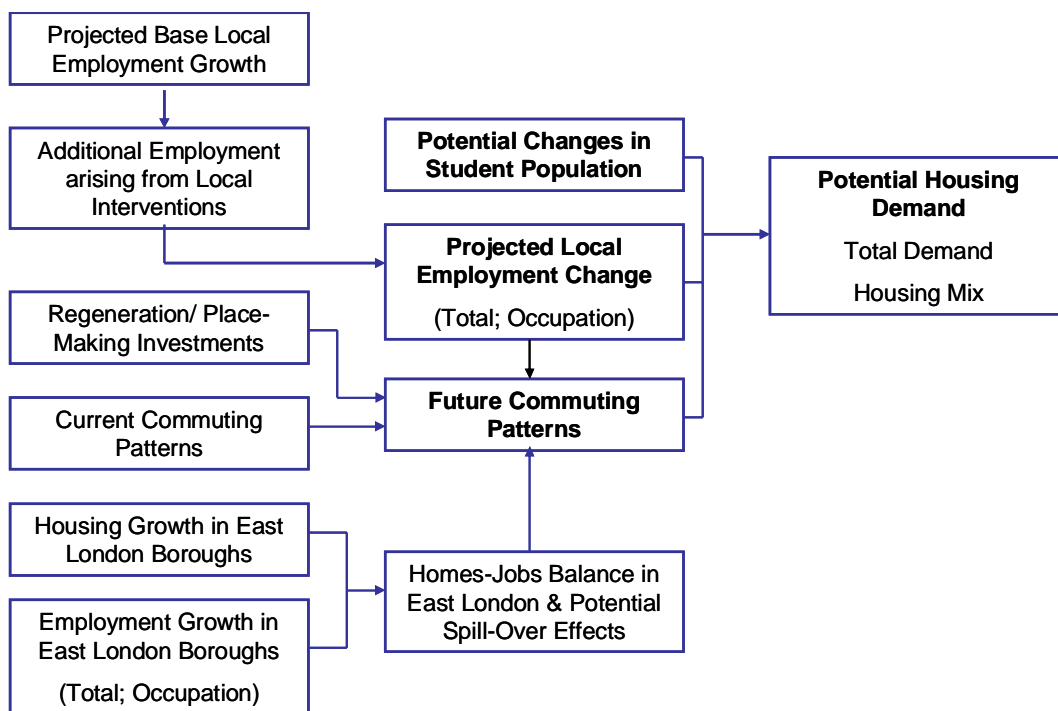 Projected Base Local
Employment Growth
Additional Employment
arising from Local
Interventions
Regeneration/ Place-
Making Investments
Current Commuting
Patterns
Housing Growth in East
London Boroughs
Employment Growth in
East London Boroughs
(Total; Occupation)
Potential Changes in
Student Population
Projected Local
Employment Change
(Total; Occupation)
Future Commuting
Patterns
Homes-Jobs Balance in
East London & Potential
Spill-Over Effects
Potential Housing
Demand
Total Demand
Housing Mix